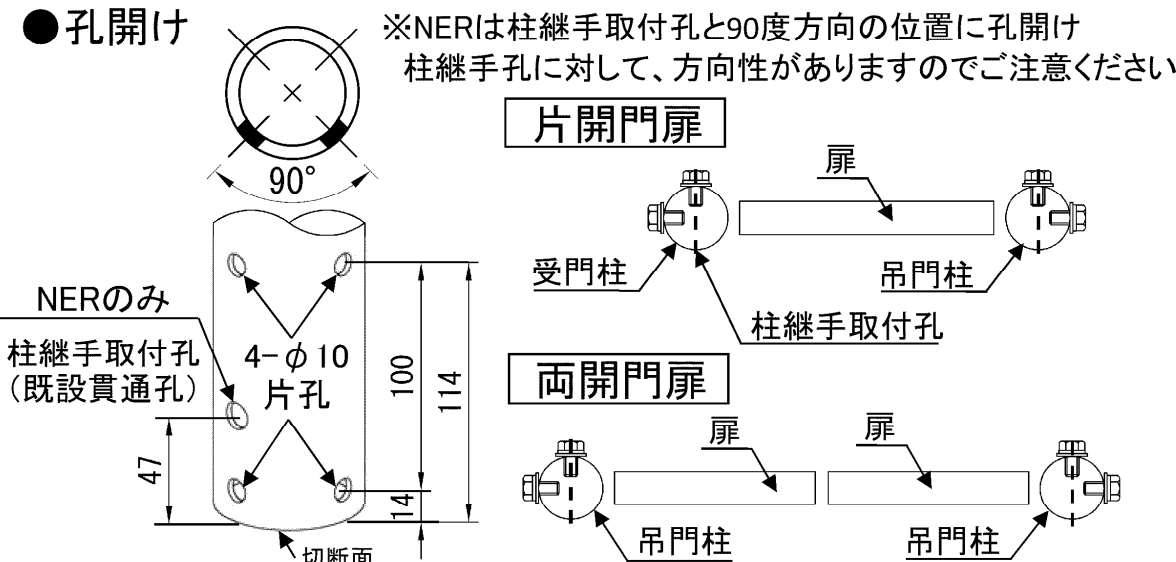 ●孔開け
※NERは柱継手取付孔と90度方向の位置に孔開け
柱継手孔に対して、方向性がありますのでご注意ください
90°
NERのみ
柱継手取付孔
(既設貫通孔)
4-φ10
片孔
100
114
47
14
切断面
片開門扉
扉
受門柱
吊門柱
柱継手取付孔
両開門扉
扉
扉
吊門柱
吊門柱